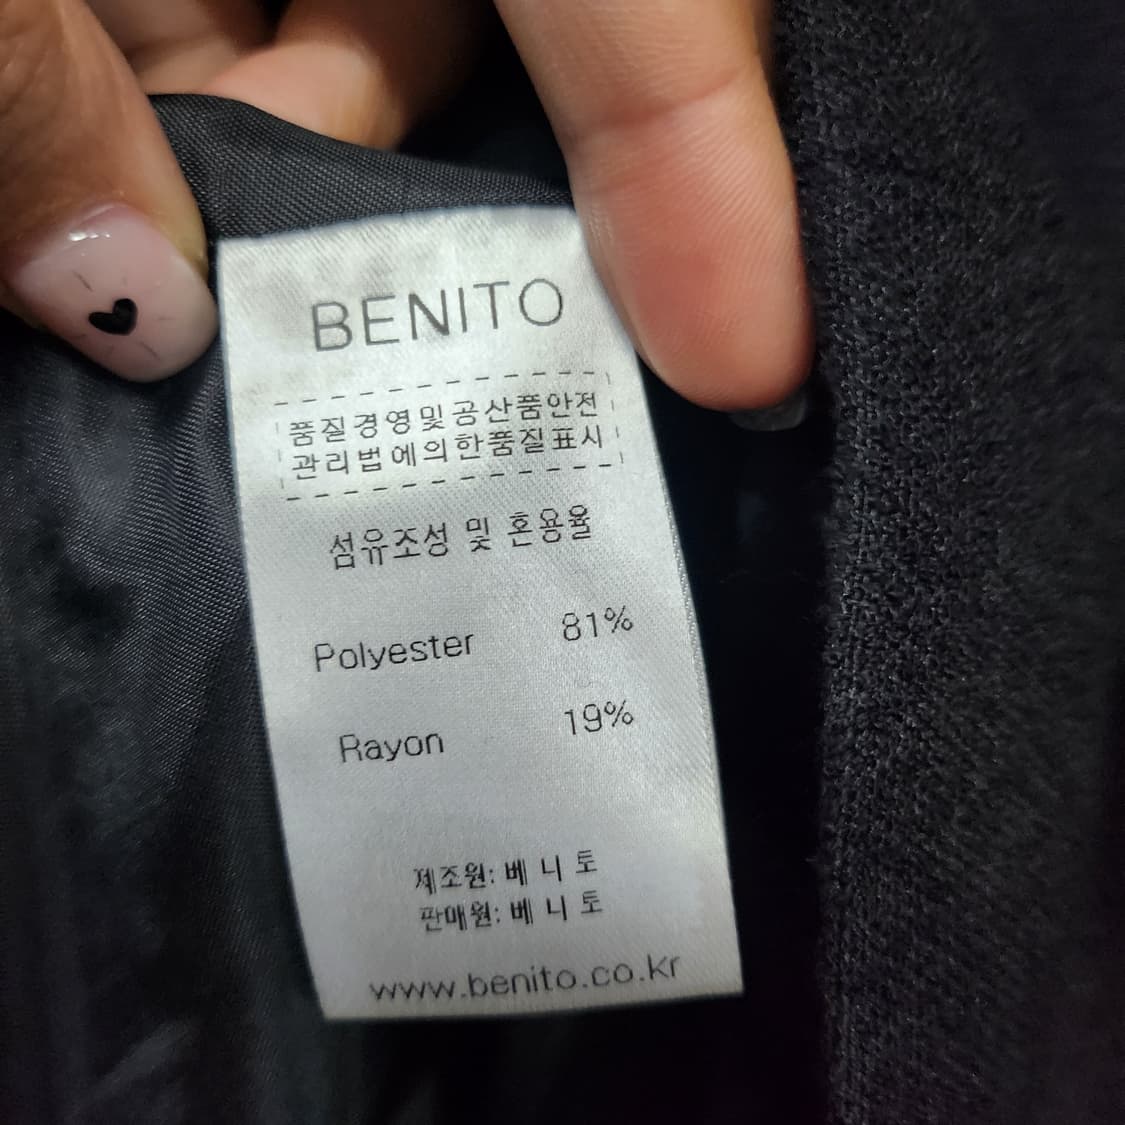 BENITO
품질경영및공산품안전
관리법에의한품질표시
섬유조성 및 혼용율
Polyester 81%
Rayon 19%
제조원: 베 니 토
판매원: 베 니 토
www.benito.co.kr